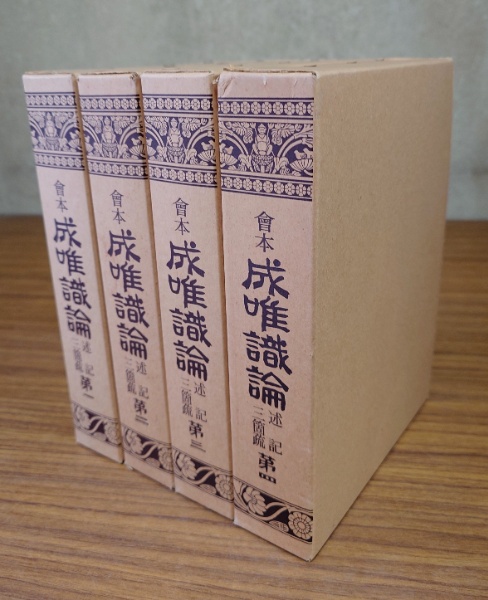 會本 成唯識論 述記 三箇疏 第一
會本 成唯識論 述記 三箇疏 第二
會本 成唯識論 述記 三箇疏 第三
會本 成唯識論 述記 三箇疏 第四